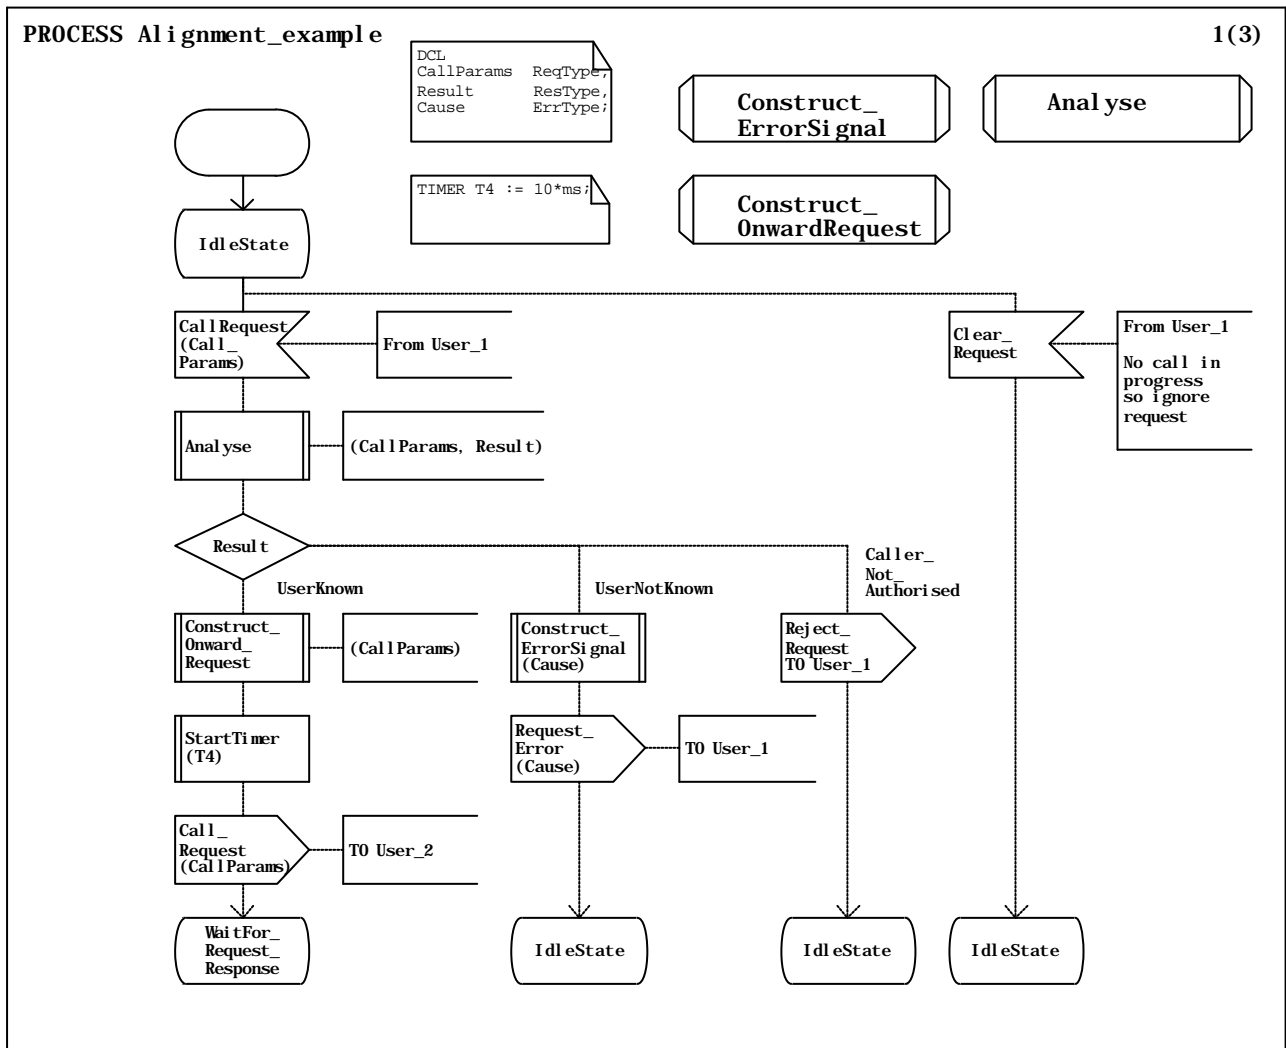 PROCESS Alignment_example
1(3)
DCL
CallParams ReqType,
Result ResType,
Cause ErrType;
Construct_
ErrorSignal
Analyse
TIMER T4 := 10*ms;
Construct_
OnwardRequest
IdleState
CallRequest
(Call_
Params)
From User_1
Clear_
Request
From User_1
No call in
progress
so ignore
request
Analyse
(CallParams, Result)
Result
UserKnown
UserNotKnown
Caller_
Not_
Authorised
Construct_
Onward_
Request
(CallParams)
Construct_
ErrorSignal
(Cause)
Reject_
Request
TO User_1
StartTimer
(T4)
Request_
Error
(Cause)
TO User_1
Call_
Request
(CallParams)
TO User_2
WaitFor_
Request_
Response
IdleState
IdleState
IdleState